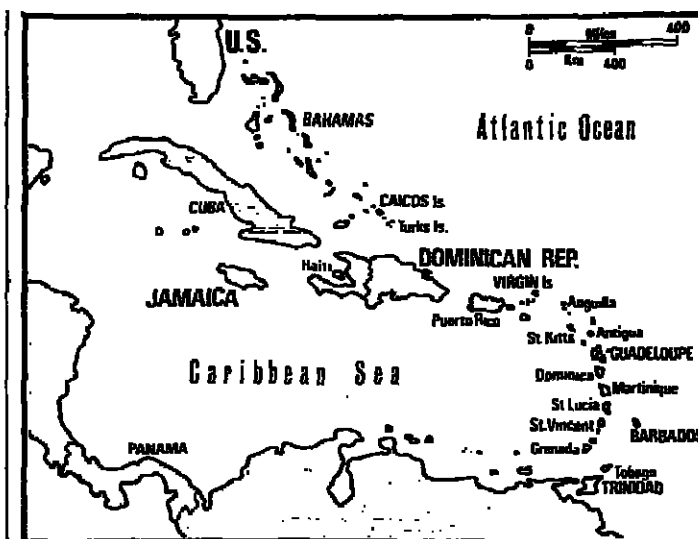 U.S.
0 Miles 400
0 Km 400
BAHAMAS
Atlantic Ocean
CUBA
CAICOS Is.
Turks Is.
Haiti
DOMINICAN REP.
VIRGIN Is
JAMAICA
Puerto Rico
Anguilla
St. Kitts
Antigua
GUADELOUPE
Caribbean Sea
Dominica
Martinique
St Lucia
St. Vincent
BARBADOS
PANAMA
Grenada
Tobago
TRINIDAD